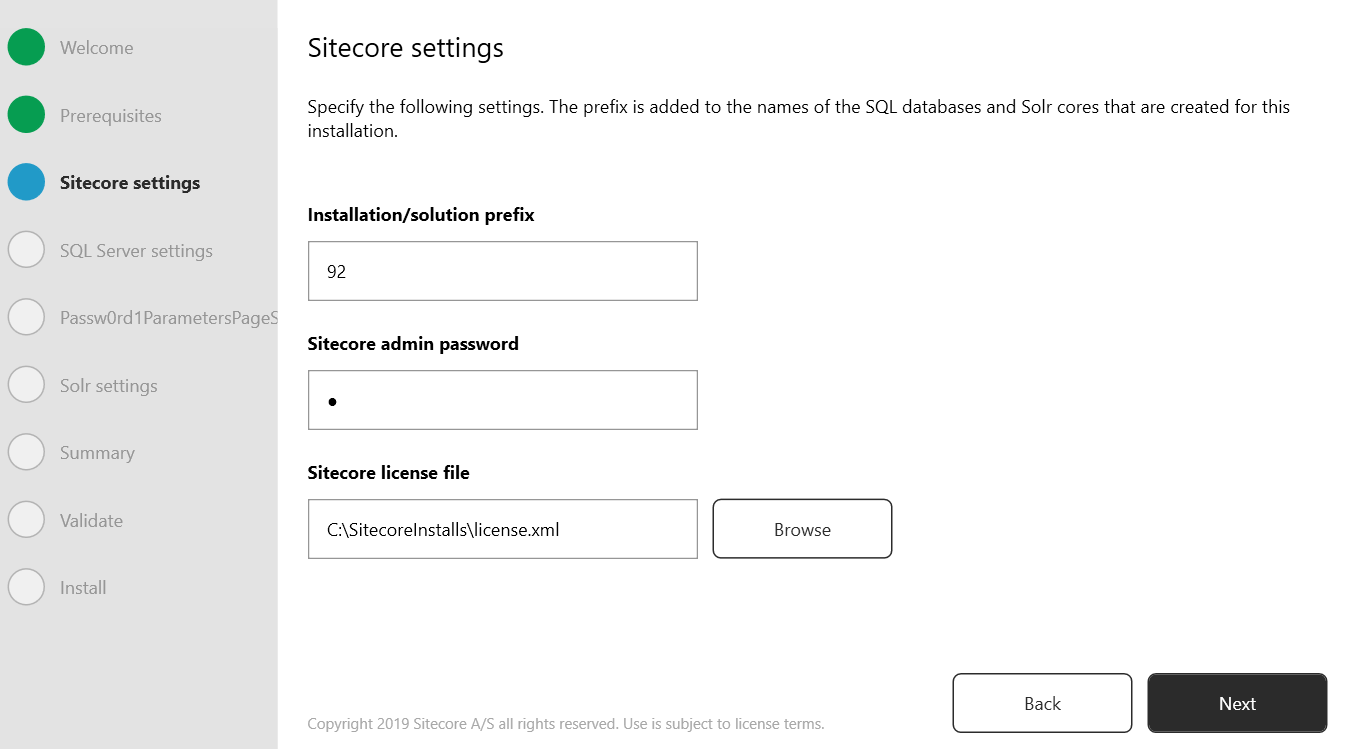 Welcome
Prerequisites
Sitecore settings
SQL Server settings
Passw0rd1ParametersPageS
Solr settings
Summary
Validate
Install
Sitecore settings
Specify the following settings. The prefix is added to the names of the SQL databases and Solr cores that are created for this
installation.
Installation/solution prefix
92
Sitecore admin password
●
Sitecore license file
C:\SitecoreInstalls\license.xml
Browse
Back
Next
Copyright 2019 Sitecore A/S all rights reserved. Use is subject to license terms.